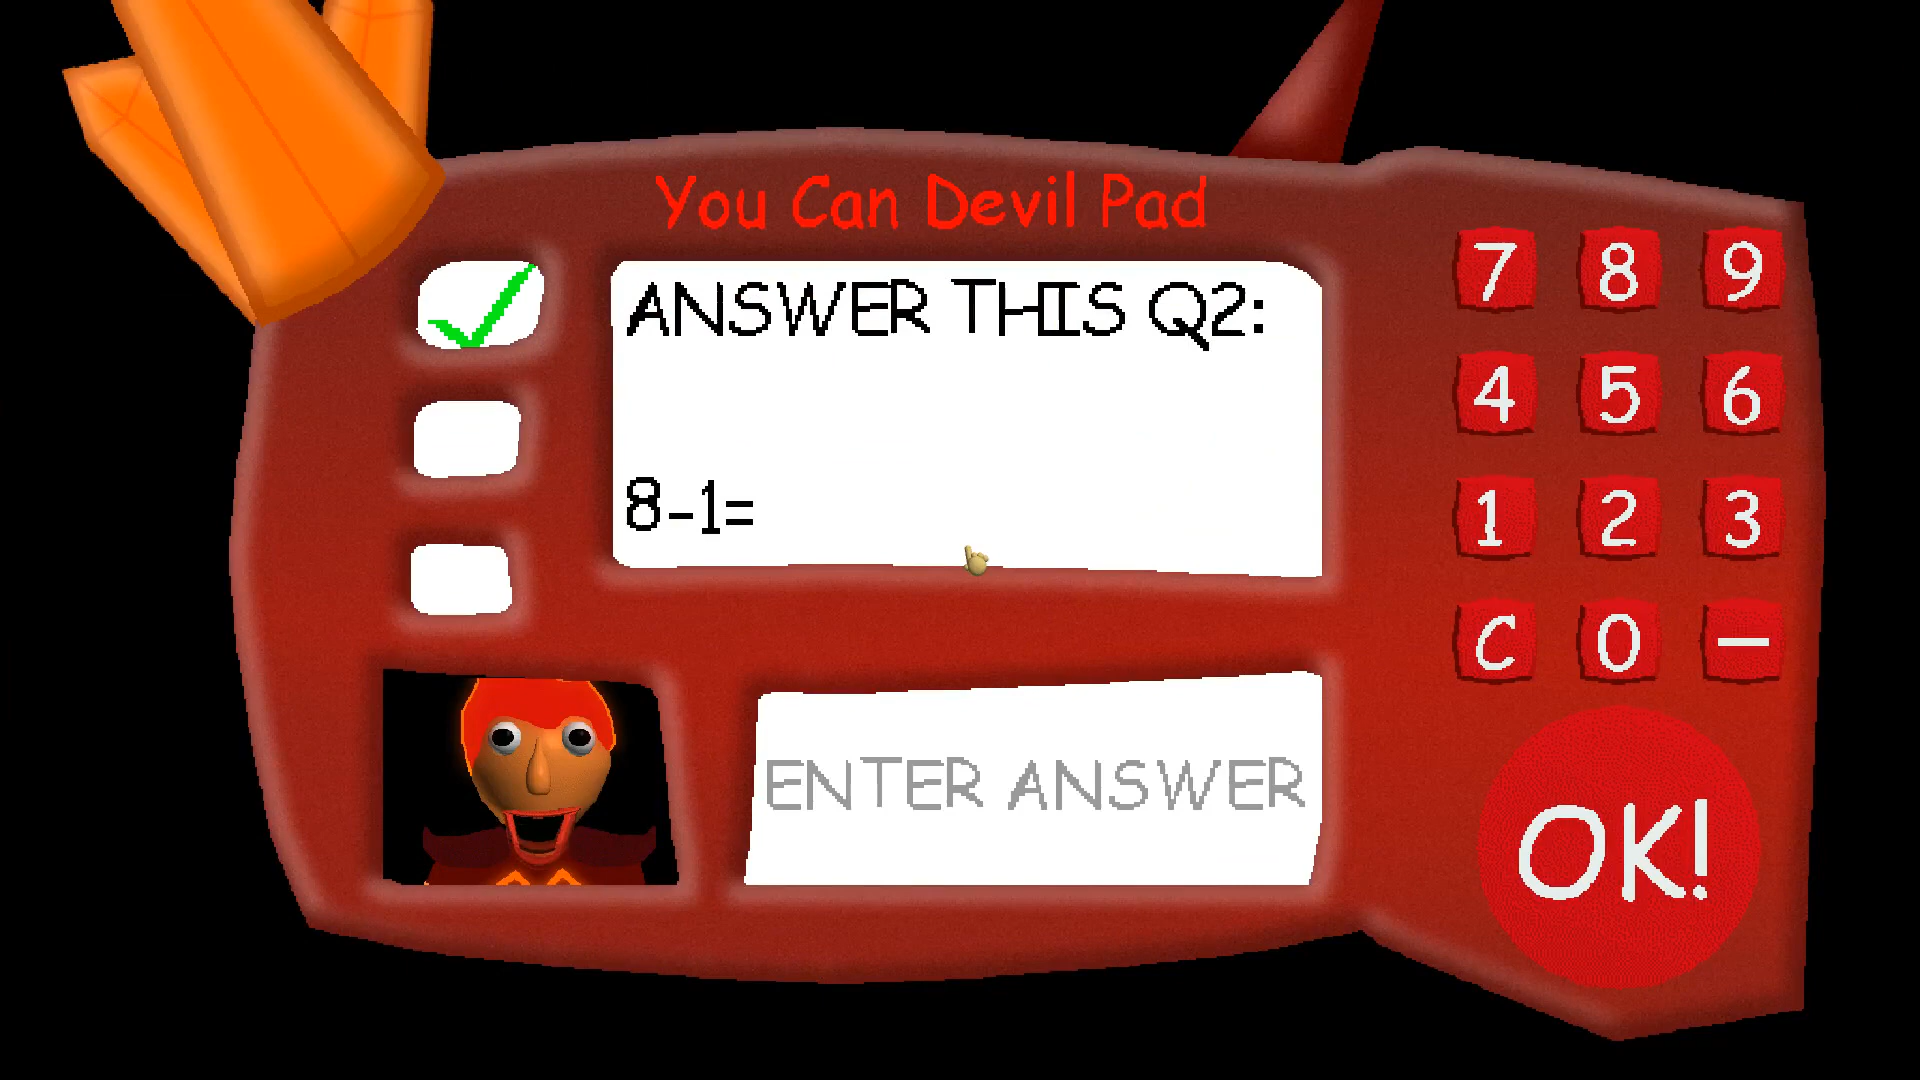 You Can Devil Pad
ANSWER THIS Q2:
8-1=
ENTER ANSWER
7 8 9
4 5 6
1 2 3
C 0 -
OK!